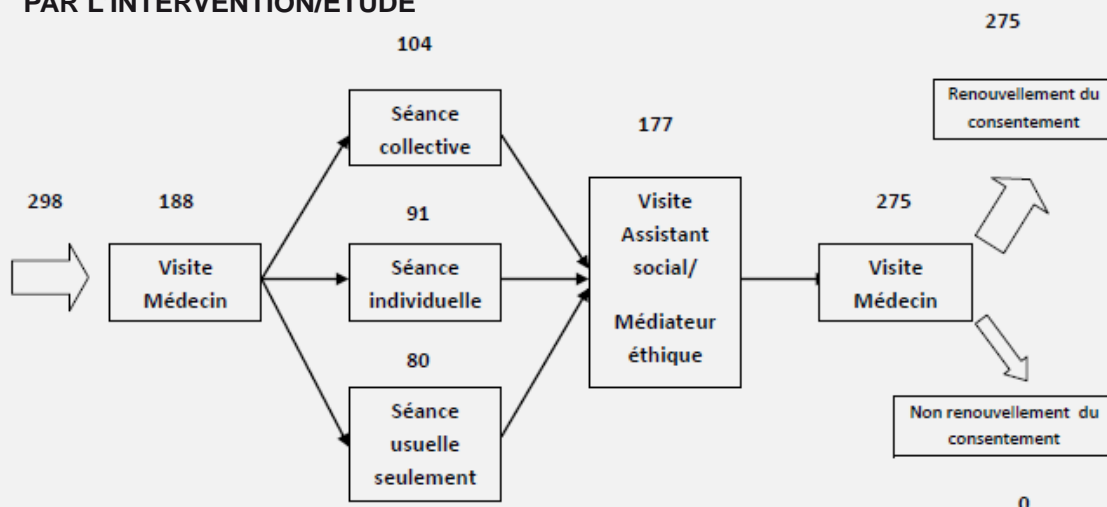 PAR L'INTERVENTION/ETUDE
298
188
Visite
Médecin
104
Séance
collective
91
Séance
individuelle
80
Séance
usuelle
seulement
177
Visite
Assistant
social/
Médiateur
éthique
275
Visite
Médecin
275
Renouvellement du
consentement
Non renouvellement du
consentement
0